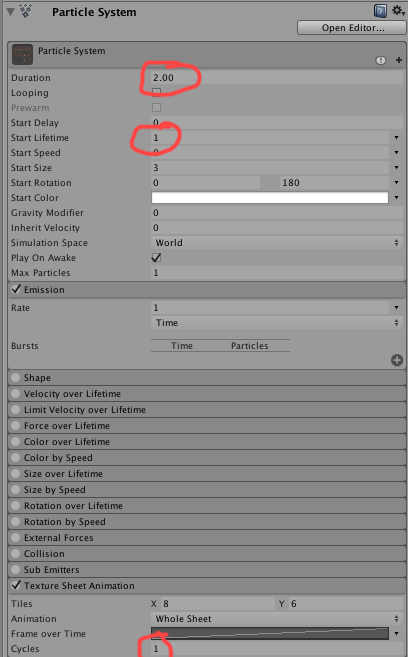 Particle System
Open Editor...
Particle System
Duration 2.00
Looping
Prewarm
Start Delay 0
Start Lifetime 1
Start Speed 0
Start Size 3
Start Rotation 0 180
Start Color
Gravity Modifier 0
Inherit Velocity 0
Simulation Space World
Play On Awake
Max Particles 1
Emission
Rate 1
Time
Bursts Time Particles
Shape
Velocity over Lifetime
Limit Velocity over Lifetime
Force over Lifetime
Color over Lifetime
Color by Speed
Size over Lifetime
Size by Speed
Rotation over Lifetime
Rotation by Speed
External Forces
Collision
Sub Emitters
Texture Sheet Animation
Tiles X 8 Y 6
Animation Whole Sheet
Frame over Time
Cycles 1